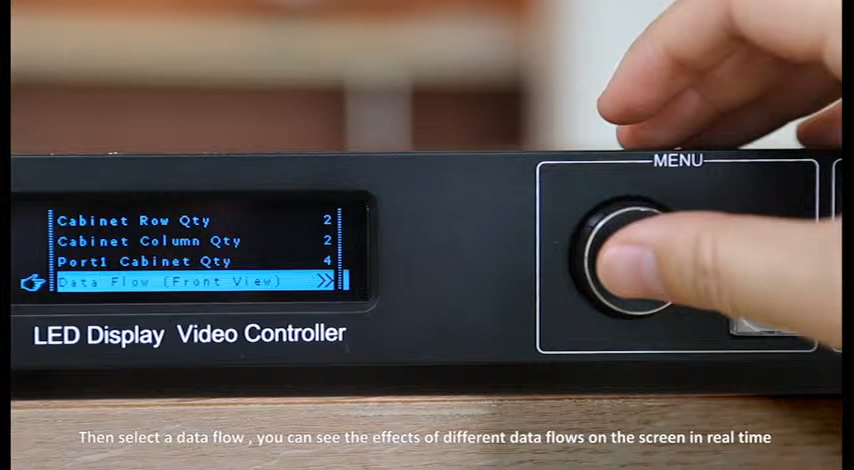 MENU
Cabinet Row Qty 2
Cabinet Column Qty 2
Port1 Cabinet Qty 4
Data Flow (Front View) >>
LED Display Video Controller
Then select a data flow , you can see the effects of different data flows on the screen in real time